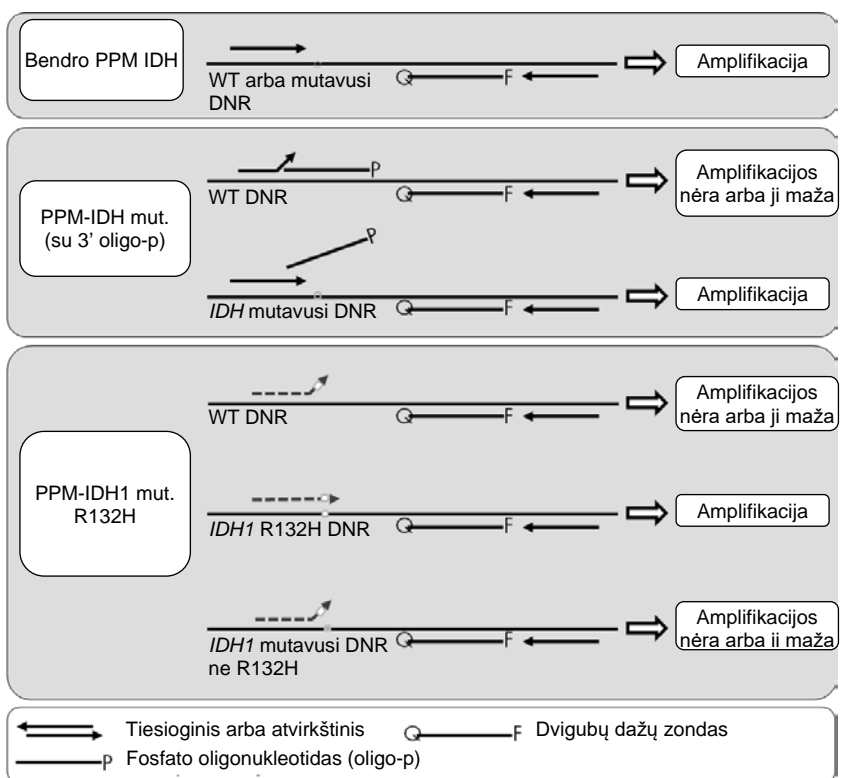 Bendro PPM IDH
WT arba mutavusi
DNR
Q
F
Amplifikacija
PPM-IDH mut.
(su 3’ oligo-p)
P
WT DNR
Q
F
Amplifikacijos
nėra arba ji maža
P
IDH mutavusi DNR
Q
F
Amplifikacija
PPM-IDH1 mut.
R132H
WT DNR
Q
F
Amplifikacijos
nėra arba ji maža
IDH1 R132H DNR
Q
F
Amplifikacija
IDH1 mutavusi DNR
ne R132H
Q
F
Amplifikacijos
nėra arba ii maža
Tiesioginis arba atvirkštinis
Q
F
Dvigubų dažų zondas
P
Fosfato oligonukleotidas (oligo-p)